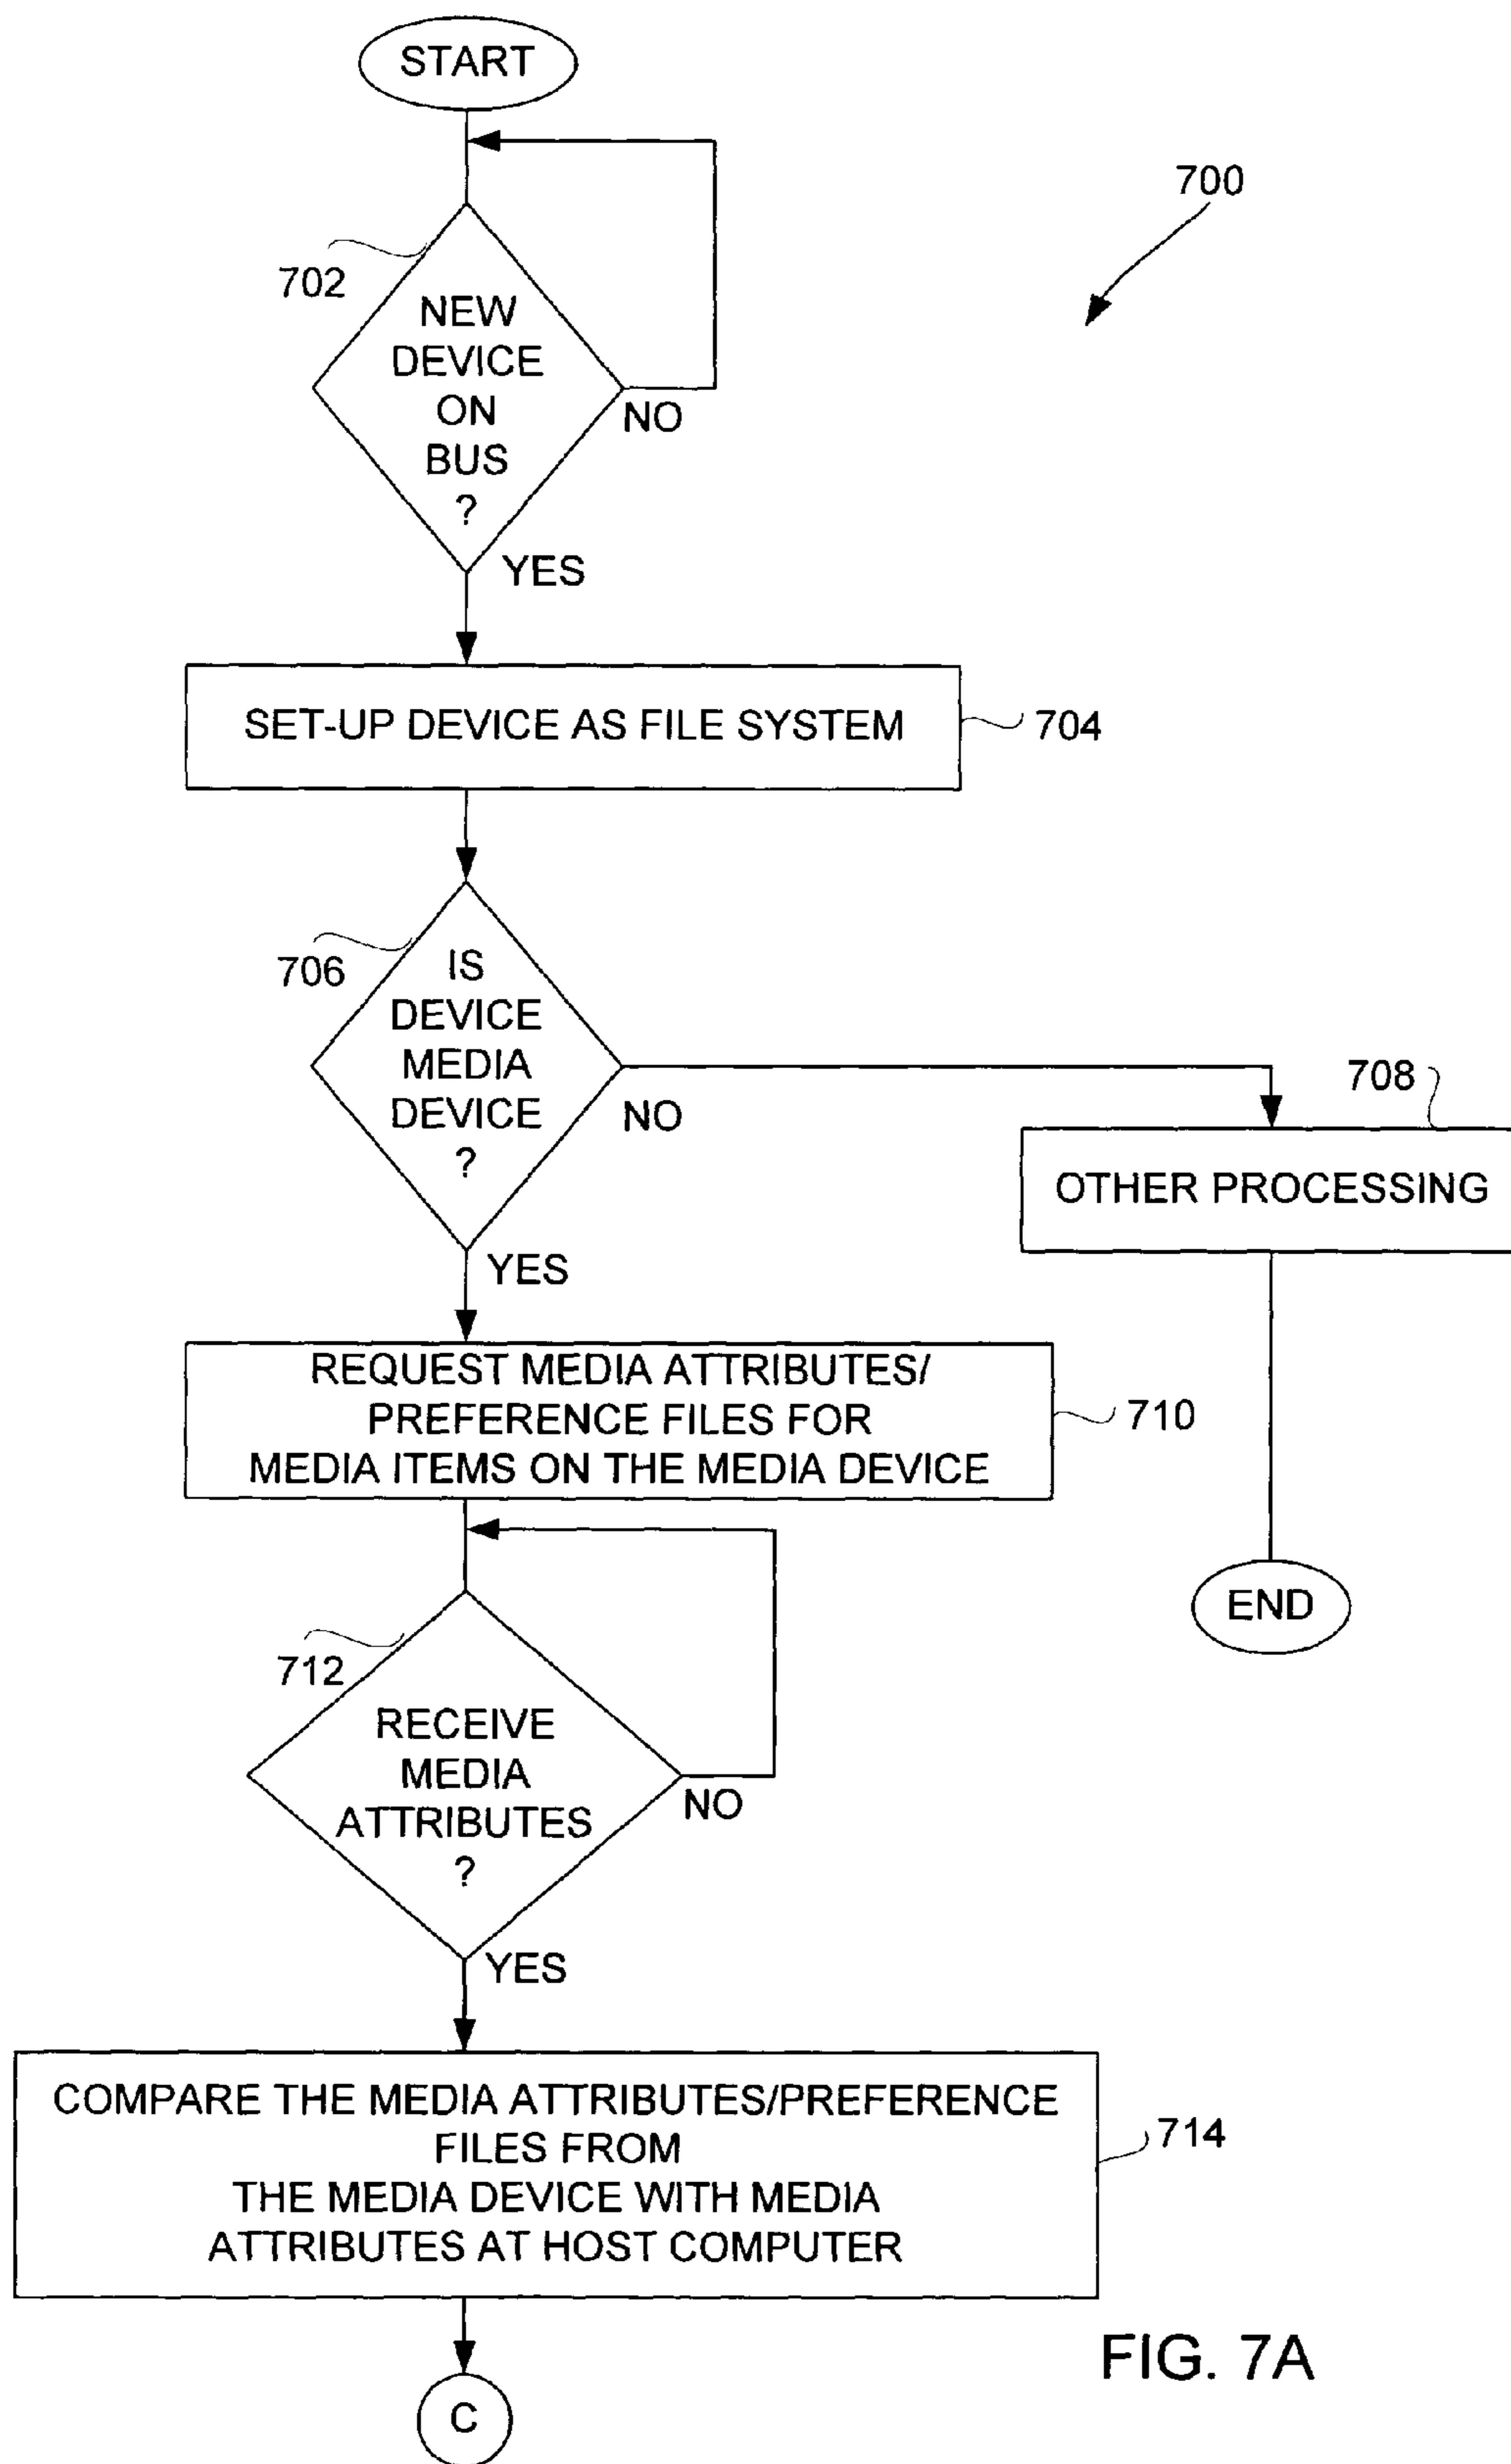 START
700
702
NEW
DEVICE
ON
BUS
?
NO
YES
SET-UP DEVICE AS FILE SYSTEM
704
706
IS
DEVICE
MEDIA
DEVICE
?
NO
708
OTHER PROCESSING
YES
REQUEST MEDIA ATTRIBUTES/
PREFERENCE FILES FOR
MEDIA ITEMS ON THE MEDIA DEVICE
710
END
712
RECEIVE
MEDIA
ATTRIBUTES
?
NO
YES
COMPARE THE MEDIA ATTRIBUTES/PREFERENCE
FILES FROM
THE MEDIA DEVICE WITH MEDIA
ATTRIBUTES AT HOST COMPUTER
714
C
FIG. 7A